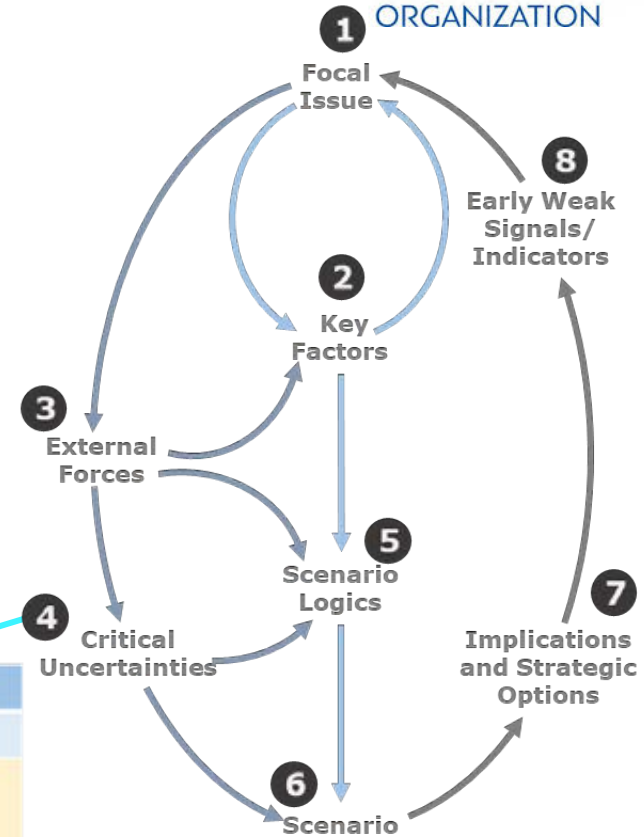 1 ORGANIZATION
Focal
Issue
8
Early Weak
Signals/
Indicators
2
Key
Factors
3
External
Forces
5
Scenario
Logics
4
Critical
Uncertainties
7
Implications
and Strategic
Options
6
Scenario